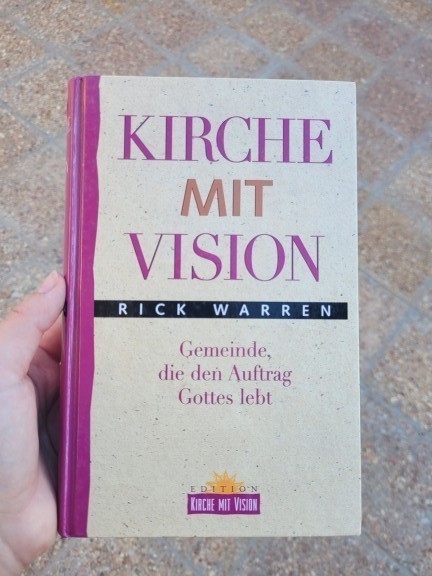 KIRCHE
MIT
VISION
RICK WARREN
Gemeinde,
die den Auftrag
Gottes lebt
EDITION
KIRCHE MIT VISION